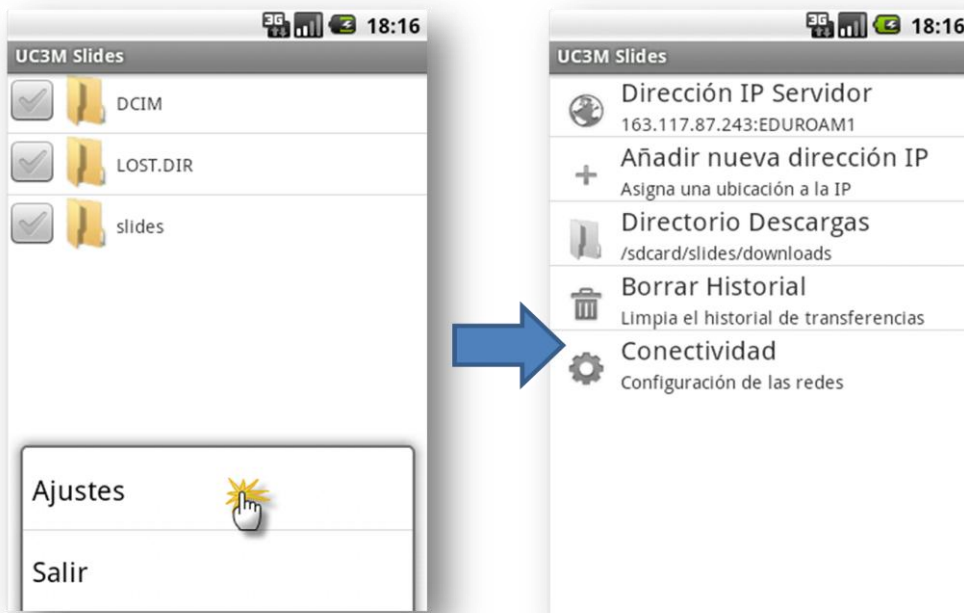 3G 18:16
UC3M Slides
DCIM
LOST.DIR
slides
Ajustes
Salir
3G 18:16
UC3M Slides
Dirección IP Servidor
163.117.87.243:EDUROAM1
Añadir nueva dirección IP
Asigna una ubicación a la IP
Directorio Descargas
/sdcard/slides/downloads
Borrar Historial
Limpia el historial de transferencias
Conectividad
Configuración de las redes